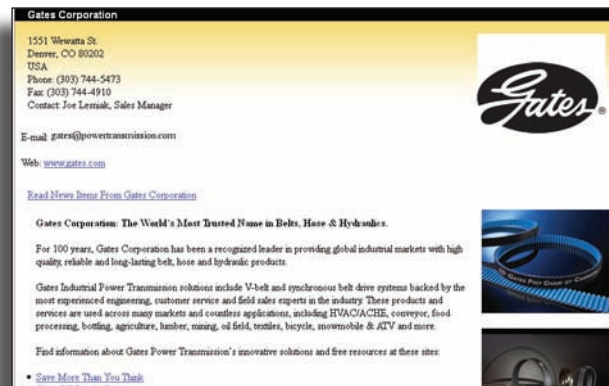 Gates Corporation
1551 Wewatta St.
Denver, CO 80202
USA
Phone: (303) 744-5473
Fax: (303) 744-4910
Contact: Joe Lesniak, Sales Manager
E-mail: gates@powertransmission.com
Web: www.gates.com
Read News Items From Gates Corporation
Gates Corporation: The World's Most Trusted Name in Belts, Hose & Hydraulics.
For 100 years, Gates Corporation has been a recognized leader in providing global industrial markets with high
quality, reliable and long-lasting belt, hose and hydraulic products.
Gates Industrial Power Transmission solutions include V-belt and synchronous belt drive systems backed by the
most experienced engineering, customer service and field sales experts in the industry. These products and
services are used across many markets and countless applications, including HVAC/ACHE, conveyor, food
processing, bottling, agriculture, lumber, mining, oil field, textiles, bicycle, snowmobile & ATV and more.
Find information about Gates Power Transmission's innovative solutions and free resources at these sites:
• Save More Than You Think
Gates ®
GATES POLY CHAIN GT CARBON